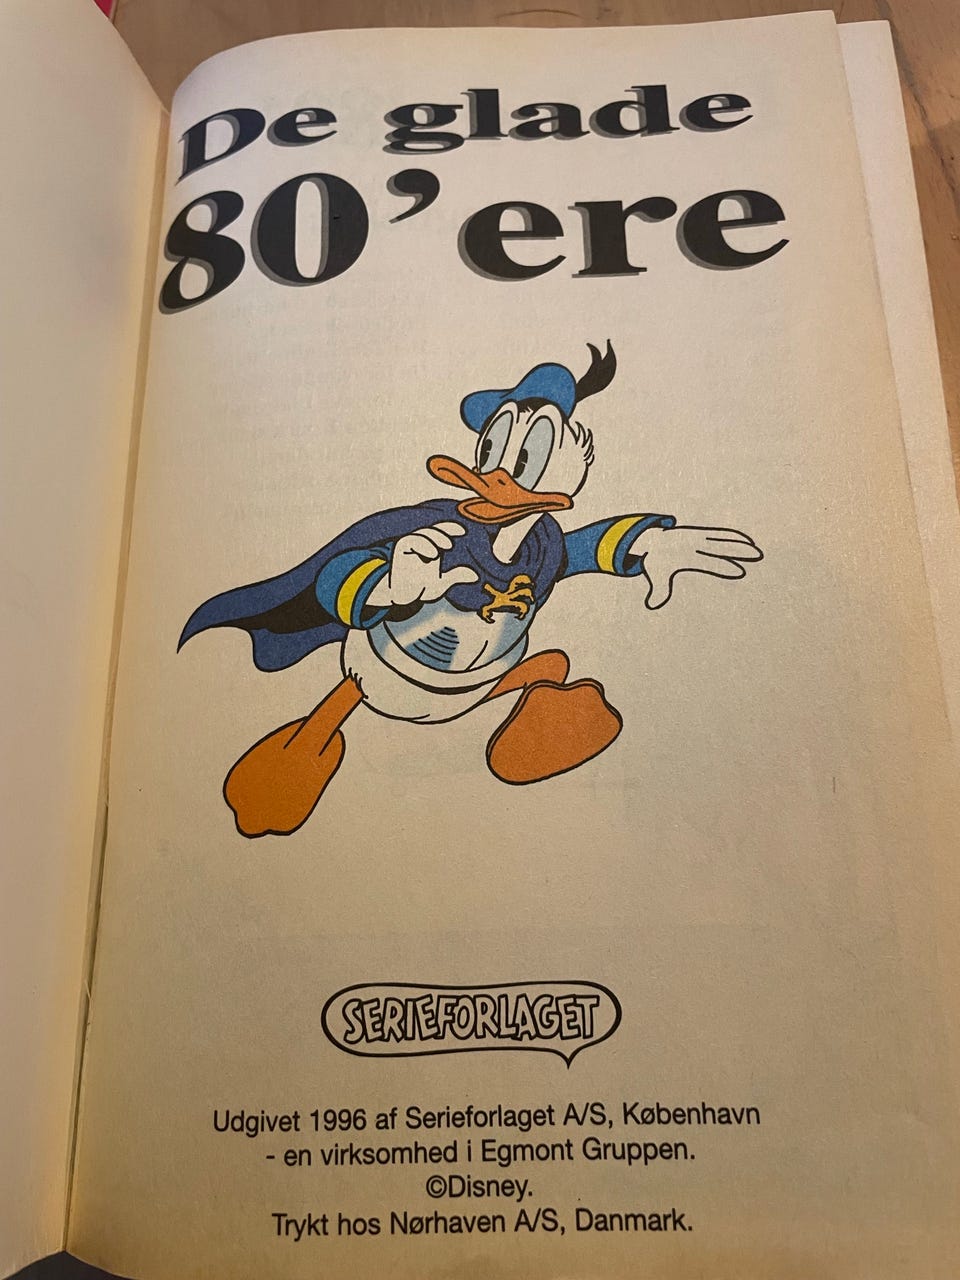 De glade
80'ere
SERIEFORLAGET
Udgivet 1996 af Serieforlaget A/S, København
- en virksomhed i Egmont Gruppen.
©Disney.
Trykt hos Nørhaven A/S, Danmark.